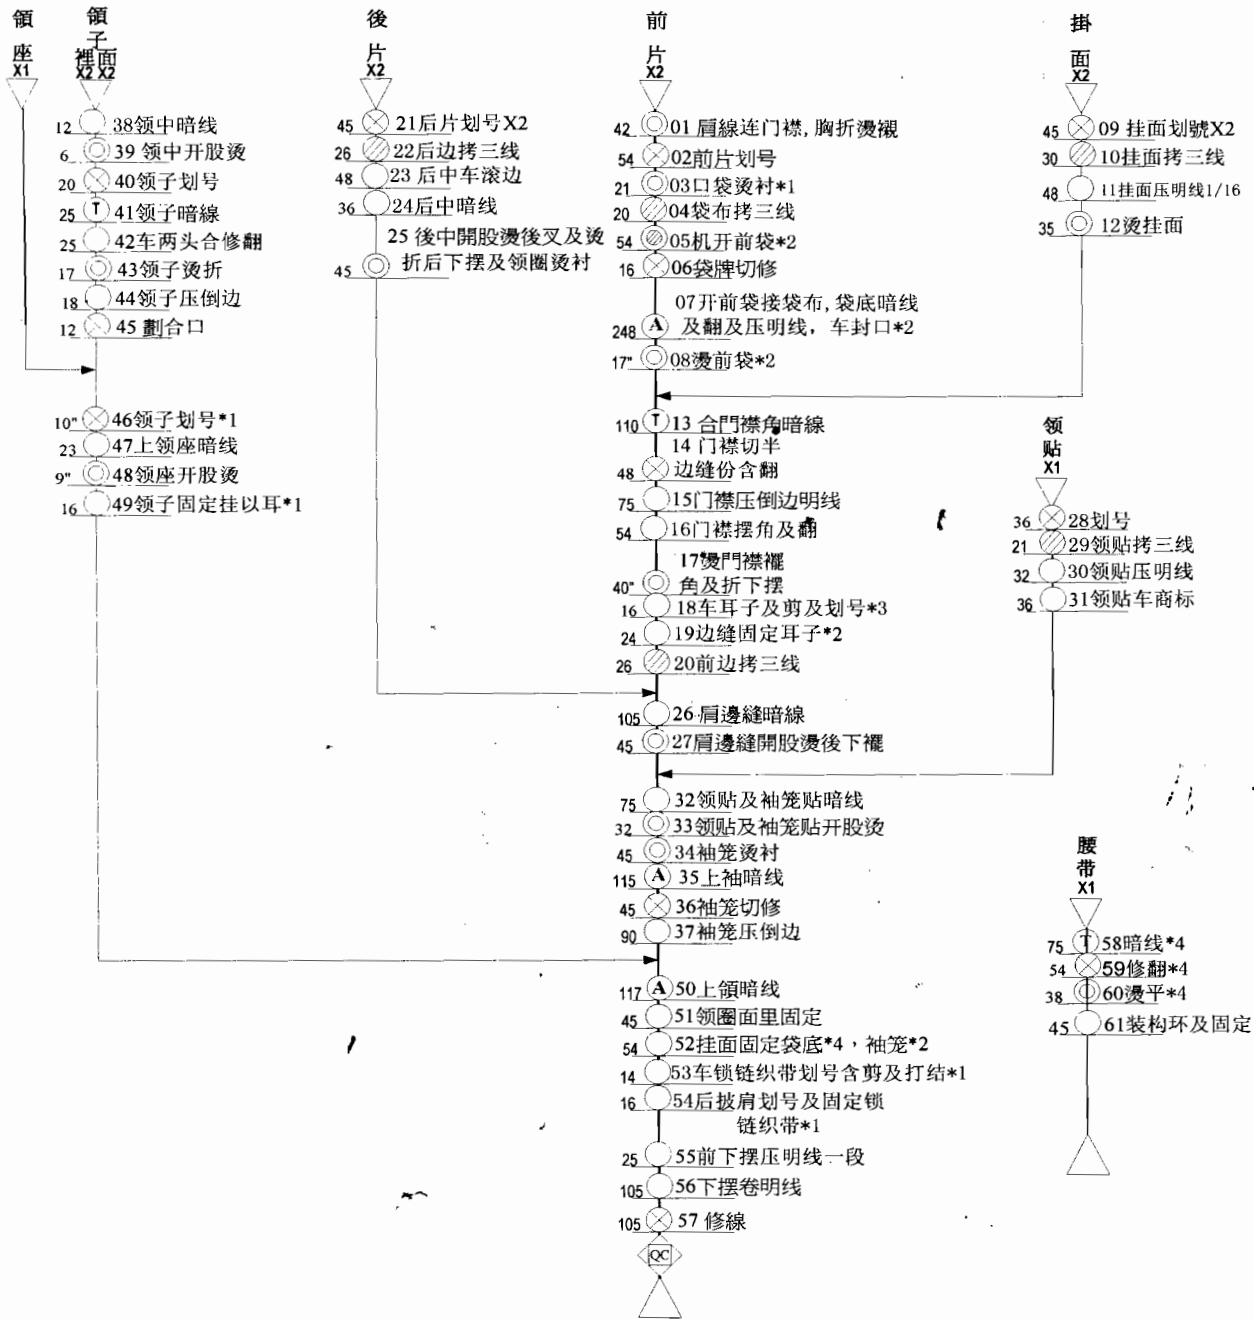 領
座
X1
領
子
裡面
X2 X2
12 38领中暗线
6 39 领中开股烫
20 40领子划号
25 T 41领子暗線
25 42车两头合修翻
17 43领子烫折
18 44领子压倒边
12 45 劃合口
10" 46领子划号*1
23 47上领座暗线
9" 48领座开股烫
16 49领子固定挂以耳*1
後
片
X2
45 21后片划号X2
26 22后边拷三线
48 23 后中车滚边
36 24后中暗线
25 後中開股燙後叉及烫
45 折后下摆及领圈烫衬
前
片
X2
42 01 肩線连门襟,胸折燙襯
54 02前片划号
21 03口袋烫衬*1
20 04袋布拷三线
54 05机开前袋*2
16 06袋牌切修
07开前袋接袋布,袋底暗线
248 A 及翻及压明线，车封口*2
17" 08燙前袋*2
110 T 13 合門襟角暗線
14 门襟切半
48 边缝份含翻
75 15门襟压倒边明线
54 16门襟摆角及翻
17燙門襟襬
40" 角及折下摆
16 18车耳子及剪及划号*3
24 19边缝固定耳子*2
26 20前边拷三线
105 26 肩邊縫暗線
45 27肩邊縫開股燙後下襬
75 32领贴及袖笼贴暗线
32 33领贴及袖笼贴开股烫
45 34袖笼烫衬
115 A 35上袖暗线
45 36袖笼切修
90 37袖笼压倒边
117 A 50上領暗线
45 51领圈面里固定
54 52挂面固定袋底*4，袖笼*2
14 53车锁链织带划号含剪及打结*1
16 54后披肩划号及固定锁
链织带*1
25 55前下摆压明线一段
105 56下摆卷明线
105 57 修線
QC
掛
面
X2
45 09 挂面划號X2
30 10挂面拷三线
48 11挂面压明线1/16
35 12烫挂面
领
贴
X1
36 28划号
21 29领贴拷三线
32 30领贴压明线
36 31领贴车商标
腰
带
X1
75 T 58暗线*4
54 59修翻*4
38 60燙平*4
45 61装构环及固定